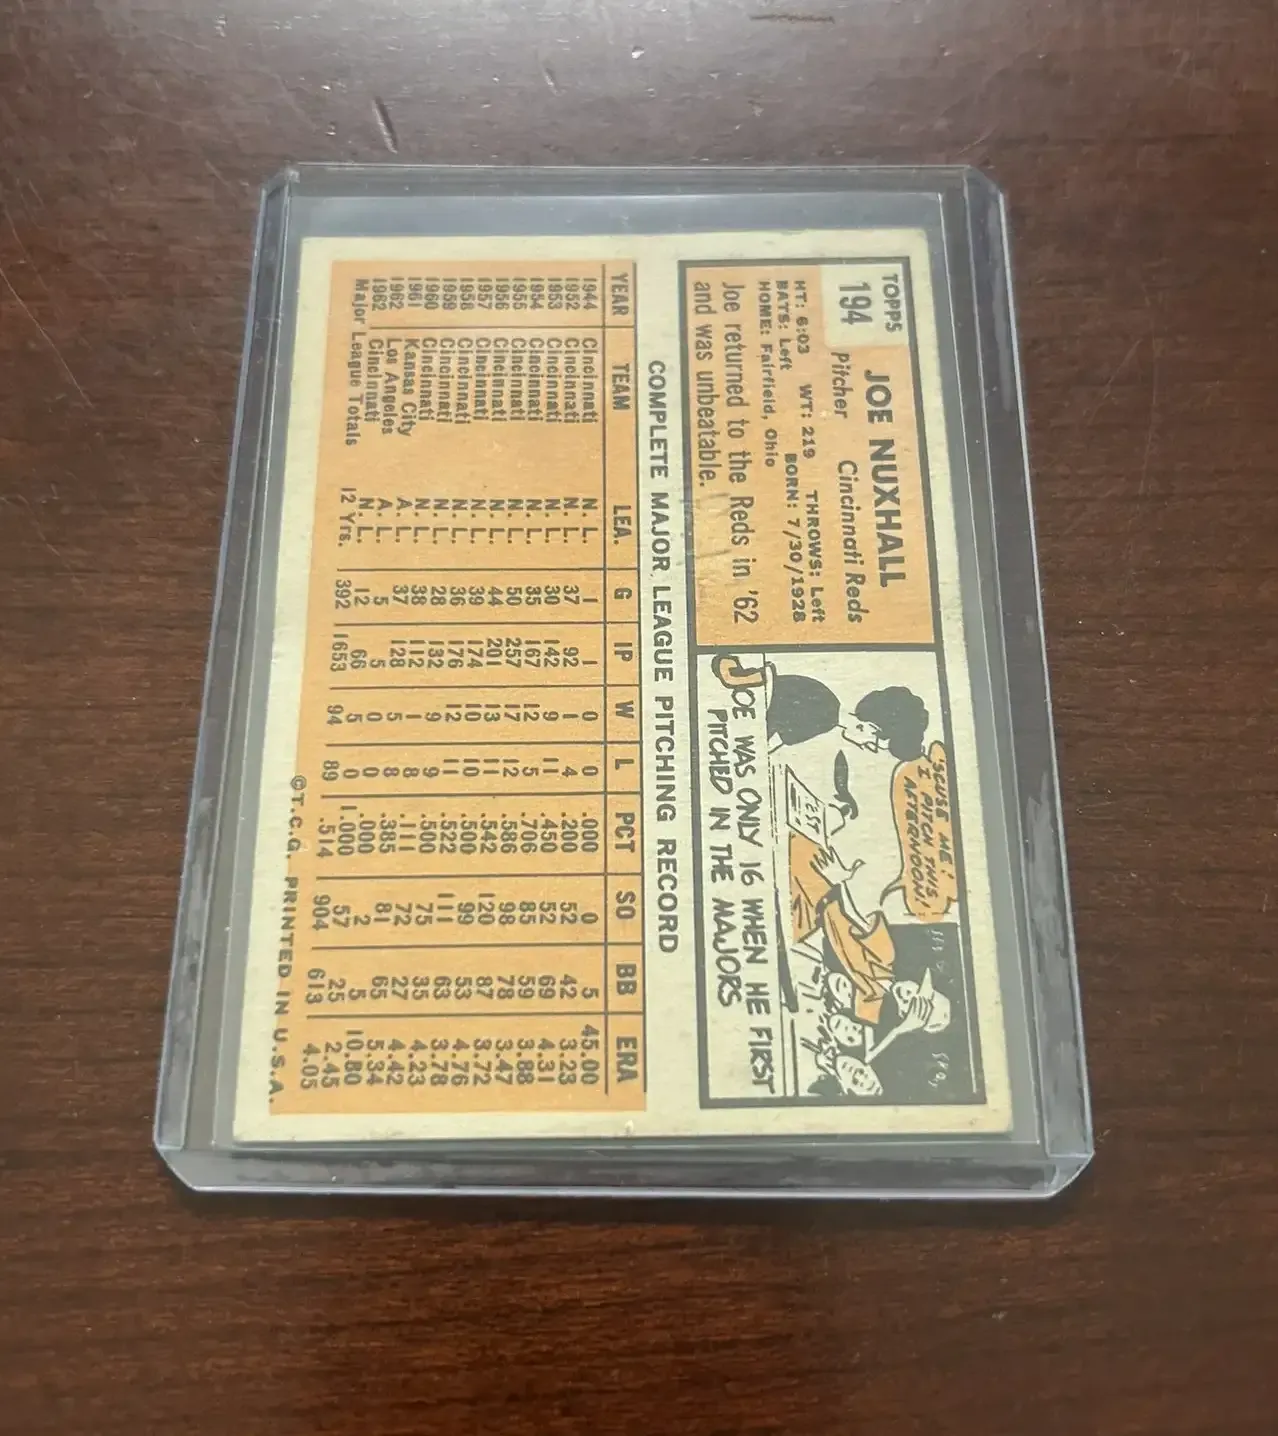 TOPPS
194
JOE NUXHALL
Pitcher Cincinnati Reds
HT: 6:03 WT: 219 THROWS: Left
BATS: Left BORN: 7/30/1928
HOME: Fairfield, Ohio
Joe returned to the Reds in '62
and was unbeatable.
'SCUSE ME!
I PITCH THIS
AFTERNOON!
TEST
JOE WAS ONLY 16 WHEN HE FIRST
PITCHED IN THE MAJORS
COMPLETE MAJOR LEAGUE PITCHING RECORD
YEAR TEAM LEA. G IP W L PCT SO BB ERA
1944 Cincinnati N. L. 1 1 0 0 .000 0 5 45.00
1952 Cincinnati N. L. 37 92 1 4 .200 52 42 3.23
1953 Cincinnati N. L. 30 142 9 11 .450 52 69 4.31
1954 Cincinnati N. L. 35 167 12 5 .706 85 59 3.88
1955 Cincinnati N. L. 50 257 17 12 .586 98 78 3.47
1956 Cincinnati N. L. 44 201 13 11 .542 120 87 3.72
1957 Cincinnati N. L. 39 174 10 10 .500 99 53 4.76
1958 Cincinnati N. L. 36 176 12 11 .522 111 63 3.78
1959 Cincinnati N. L. 28 132 9 9 .500 75 35 4.23
1960 Cincinnati N. L. 38 112 1 8 .111 72 27 4.42
1961 Kansas City A. L. 37 128 5 8 .385 81 65 5.34
1962 Los Angeles A. L. 5 5 0 0 .000 2 5 10.80
1962 Cincinnati N. L. 12 66 5 0 1.000 57 25 2.45
Major League Totals 12 Yrs. 392 1653 94 89 .514 904 613 4.05
©T.C.G. PRINTED IN U.S.A.